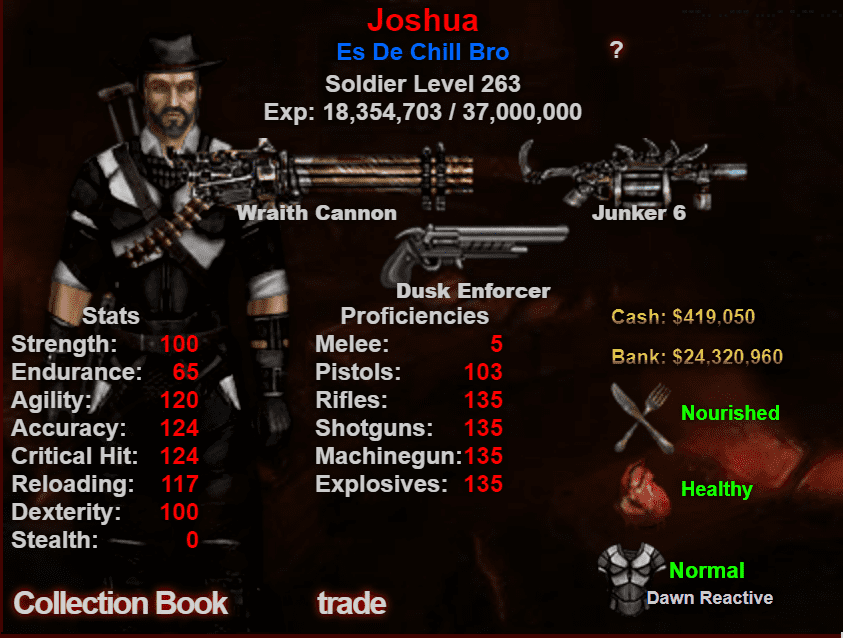 Joshua
Es De Chill Bro
?
Soldier Level 263
Exp: 18,354,703 / 37,000,000
Wraith Cannon
Junker 6
Dusk Enforcer
Stats
Strength: 100
Endurance: 65
Agility: 120
Accuracy: 124
Critical Hit: 124
Reloading: 117
Dexterity: 100
Stealth: 0
Proficiencies
Melee: 5
Pistols: 103
Rifles: 135
Shotguns: 135
Machinegun: 135
Explosives: 135
Cash: $419,050
Bank: $24,320,960
Nourished
Healthy
Normal
Dawn Reactive
Collection Book
trade